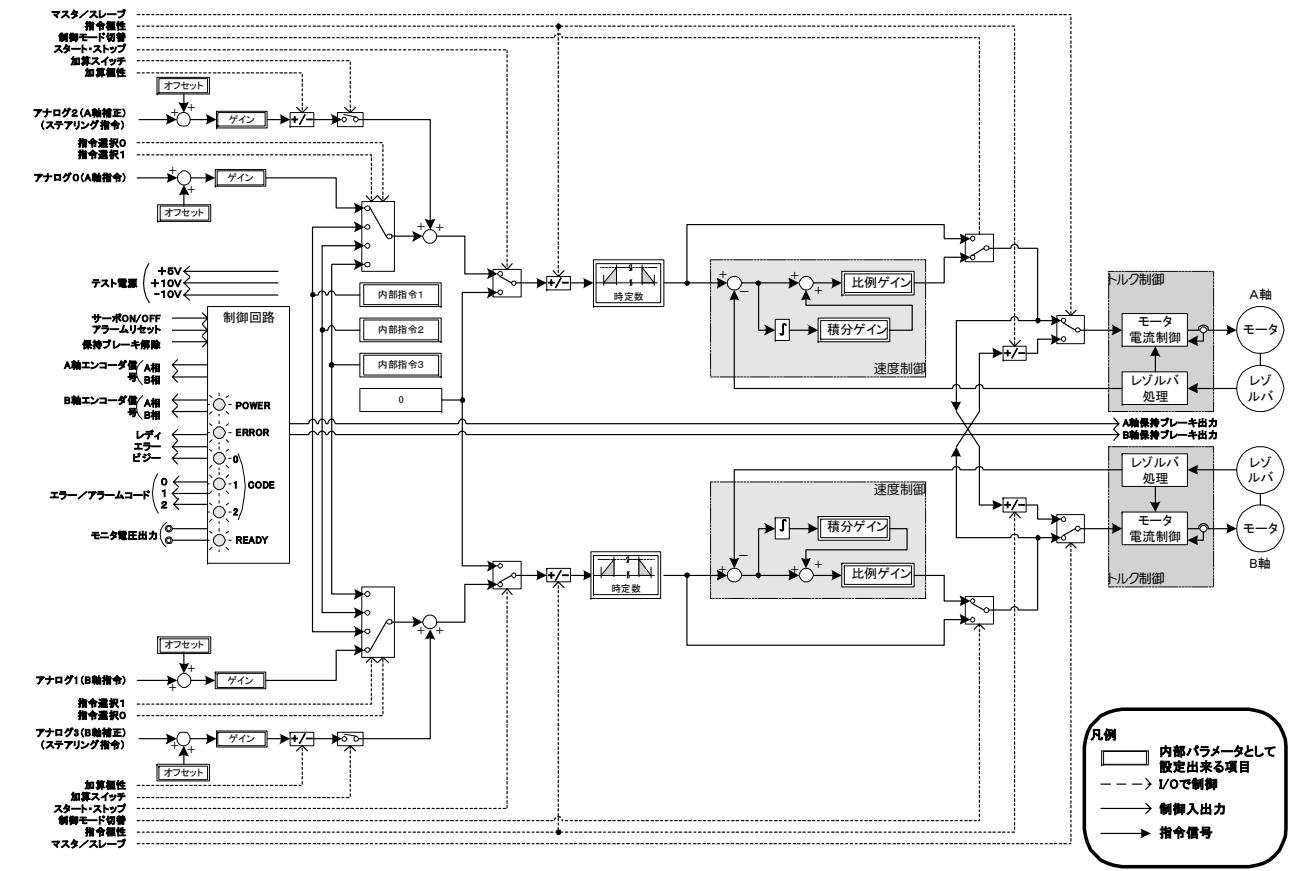 マスタ/スレーブ
指令極性
制御モード切替
スタート・ストップ
加算スイッチ
加算極性
オフセット
+
+
アナログ2(A軸補正)
(ステアリング指令)
ゲイン
+/−
指令選択0
指令選択1
アナログ0(A軸指令)
+
+
ゲイン
オフセット
+
+
+/−
時定数
テスト電源
+5V
+10V
-10V
内部指令1
内部指令2
内部指令3
0
サーボON/OFF
アラームリセット
保持ブレーキ解除
A軸エンコーダ信号
A相
B相
B軸エンコーダ信号
A相
B相
レディ
エラー
ビジー
エラー/アラームコード
0
1
2
モニタ電圧出力
制御回路
POWER
ERROR
0
1
2
CODE
READY
+
−
+
+
比例ゲイン
∫
積分ゲイン
速度制御
+/−
トルク制御
モータ
電流制御
レゾルバ
処理
A軸
モータ
レゾ
ルバ
A軸保持ブレーキ出力
B軸保持ブレーキ出力
レゾルバ
処理
モータ
電流制御
トルク制御
レゾ
ルバ
モータ
B軸
+/−
速度制御
−
∫
積分ゲイン
+
+
+
比例ゲイン
+/−
時定数
+
+
オフセット
+
+
アナログ1(B軸指令)
ゲイン
指令選択1
指令選択0
アナログ3(B軸補正)
(ステアリング指令)
+
+
ゲイン
+/−
オフセット
加算極性
加算スイッチ
スタート・ストップ
制御モード切替
指令極性
マスタ/スレーブ
凡例
内部パラメータとして
設定出来る項目
I/Oで制御
制御入出力
指令信号